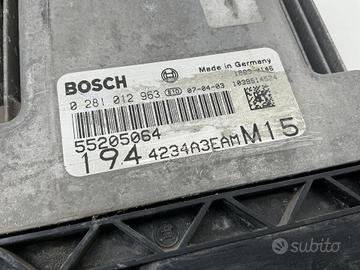 Made in Germany
BOSCH
0 281 012 963 07-04-03
55205064
194 4234A3EAM M15
subito